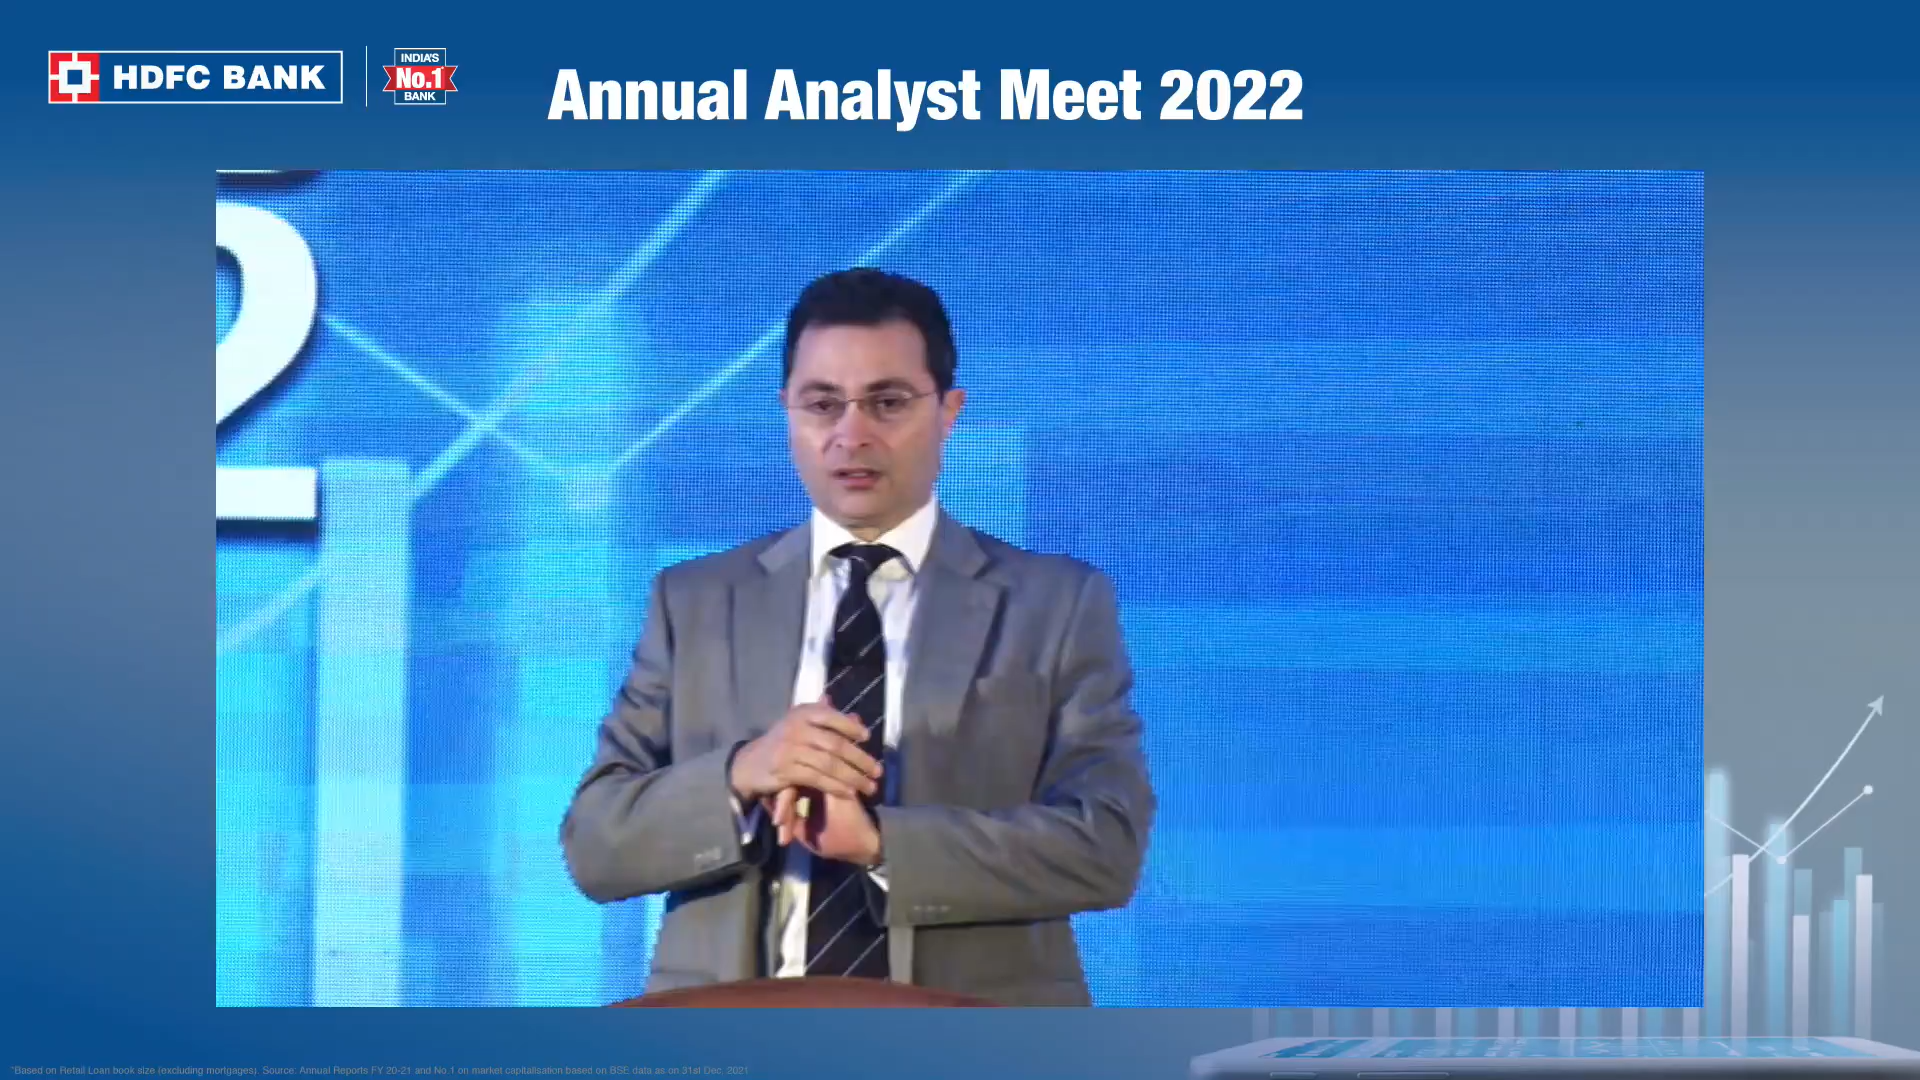 HDFC BANK
INDIA'S
No.1
BANK
Annual Analyst Meet 2022
2
*Based on Retail Loan book size (excluding mortgages). Source: Annual Reports FY 20-21 and No.1 on market capitalisation based on BSE data as on 31st Dec, 2021